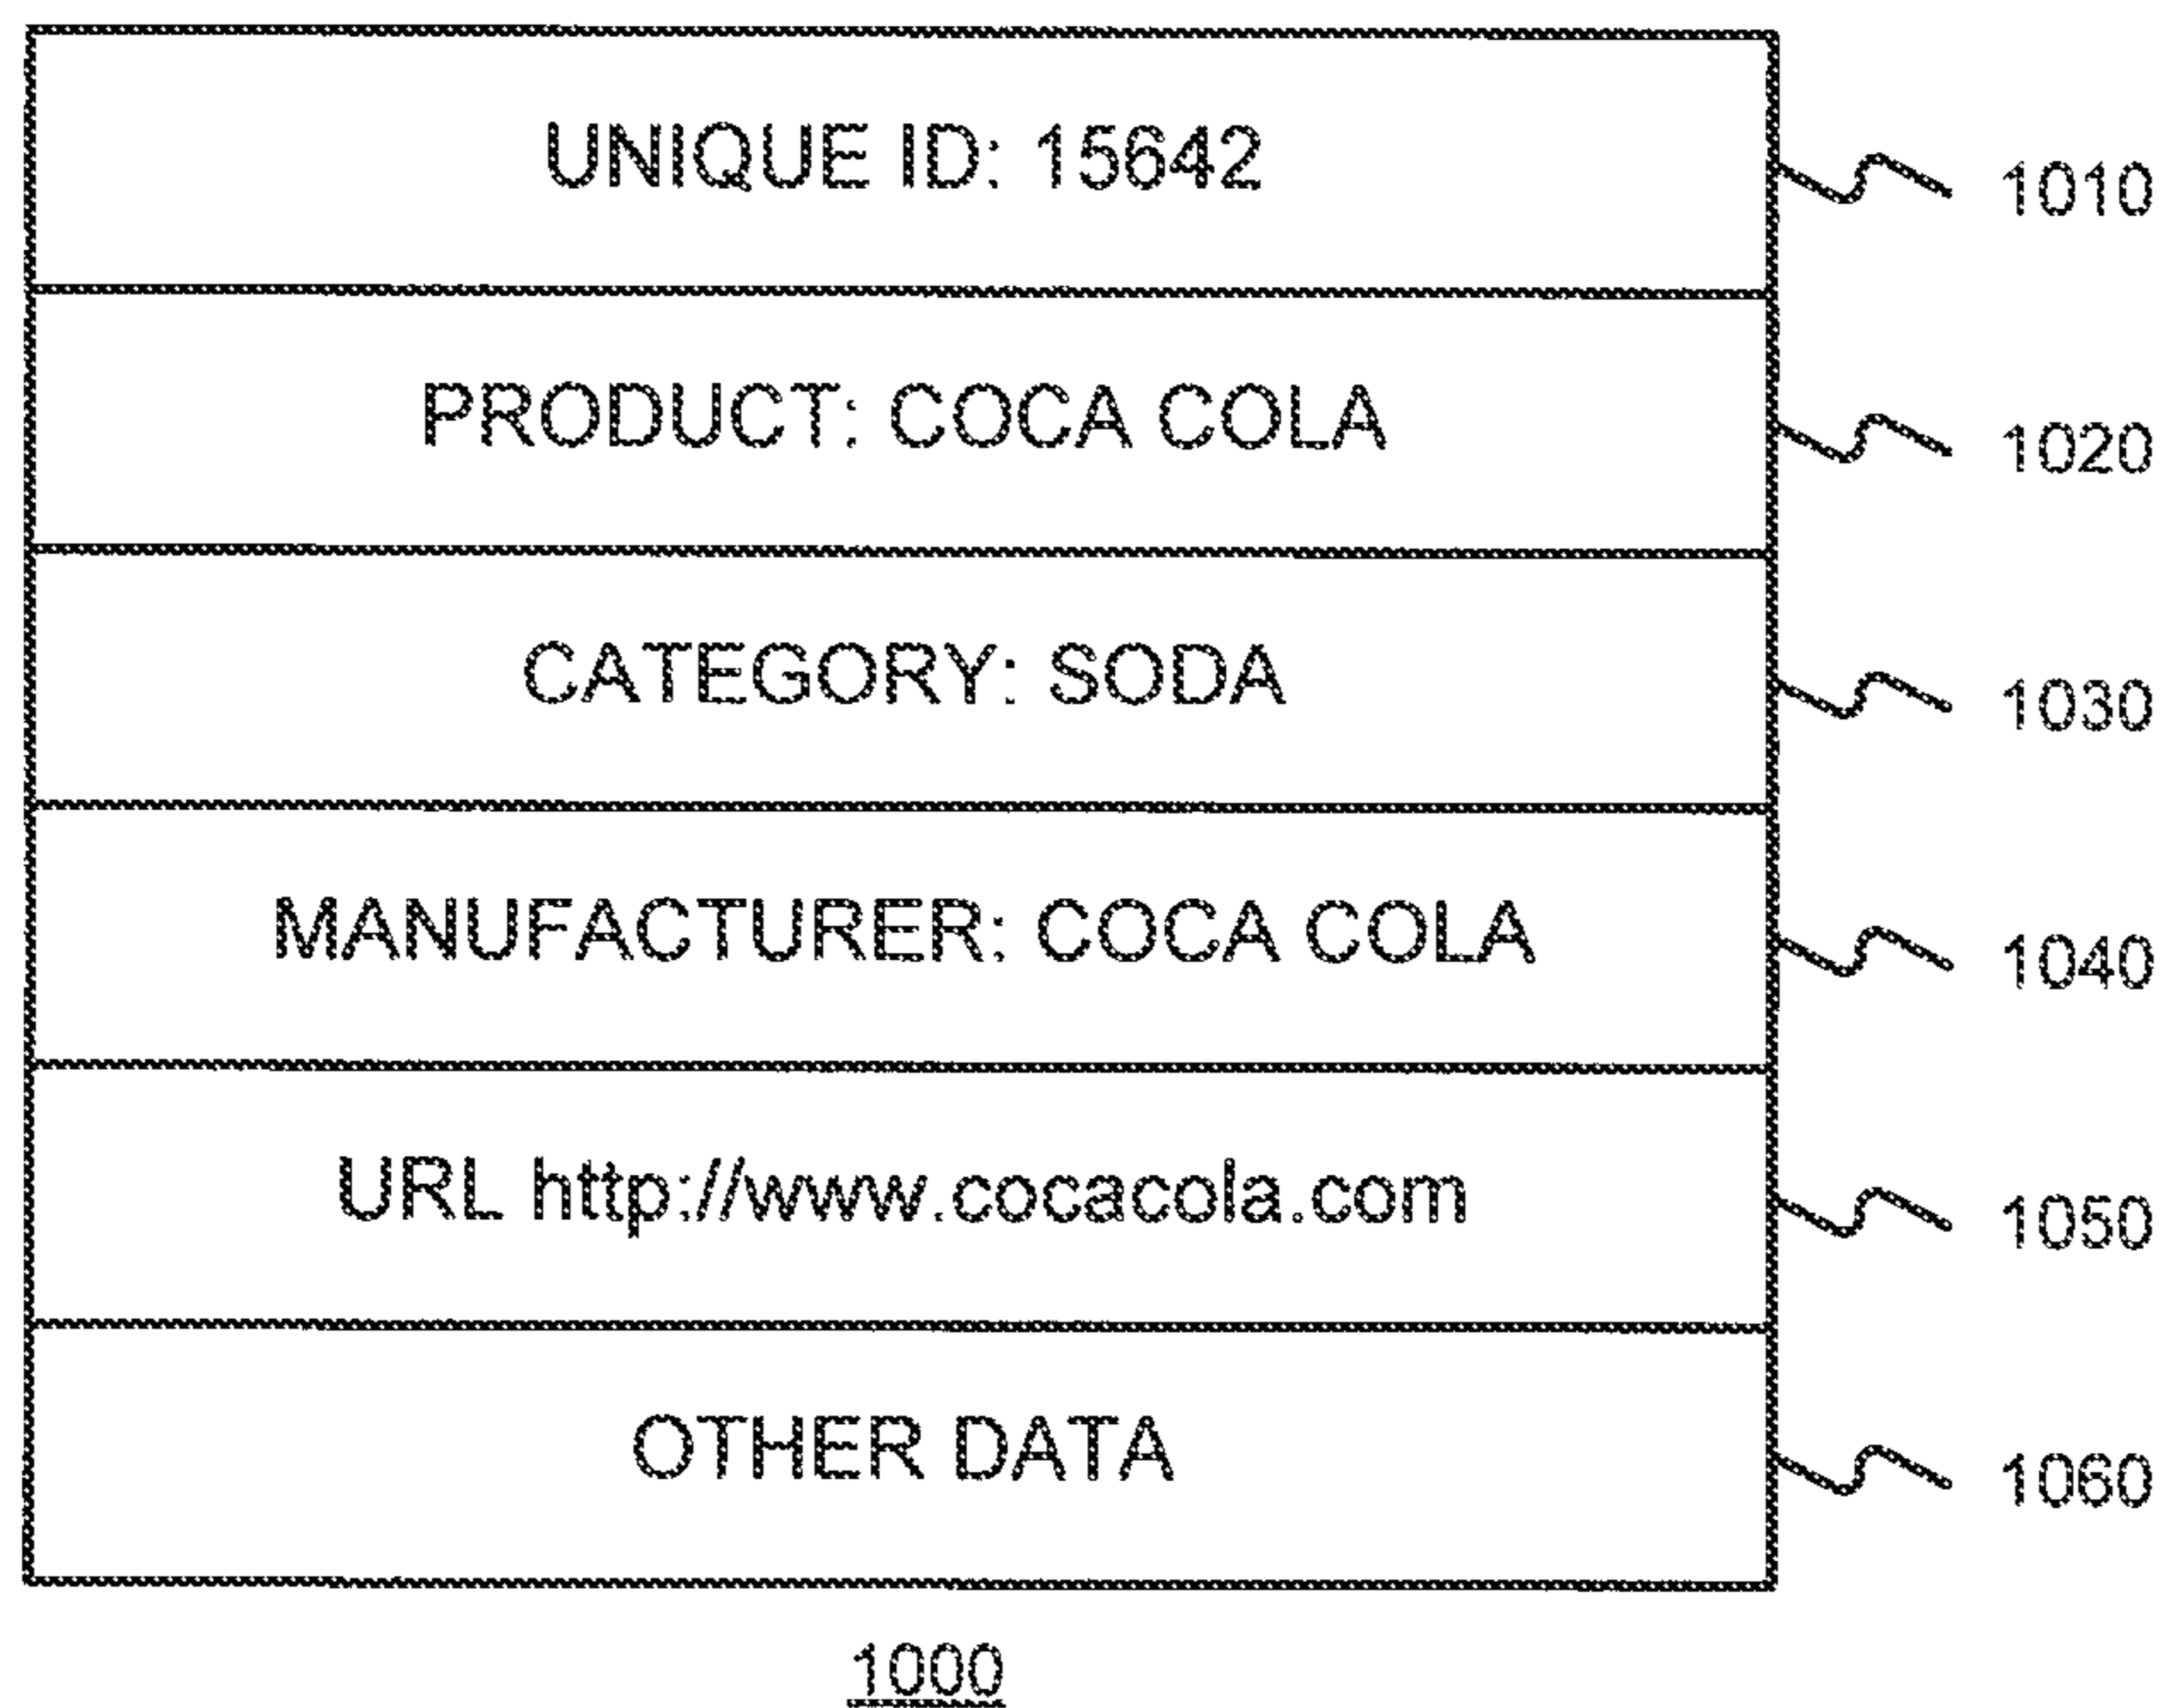 UNIQUE ID: 15642
1010
PRODUCT: COCA COLA
1020
CATEGORY: SODA
1030
MANUFACTURER: COCA COLA
1040
URL http://www.cocacola.com
1050
OTHER DATA
1060
1000